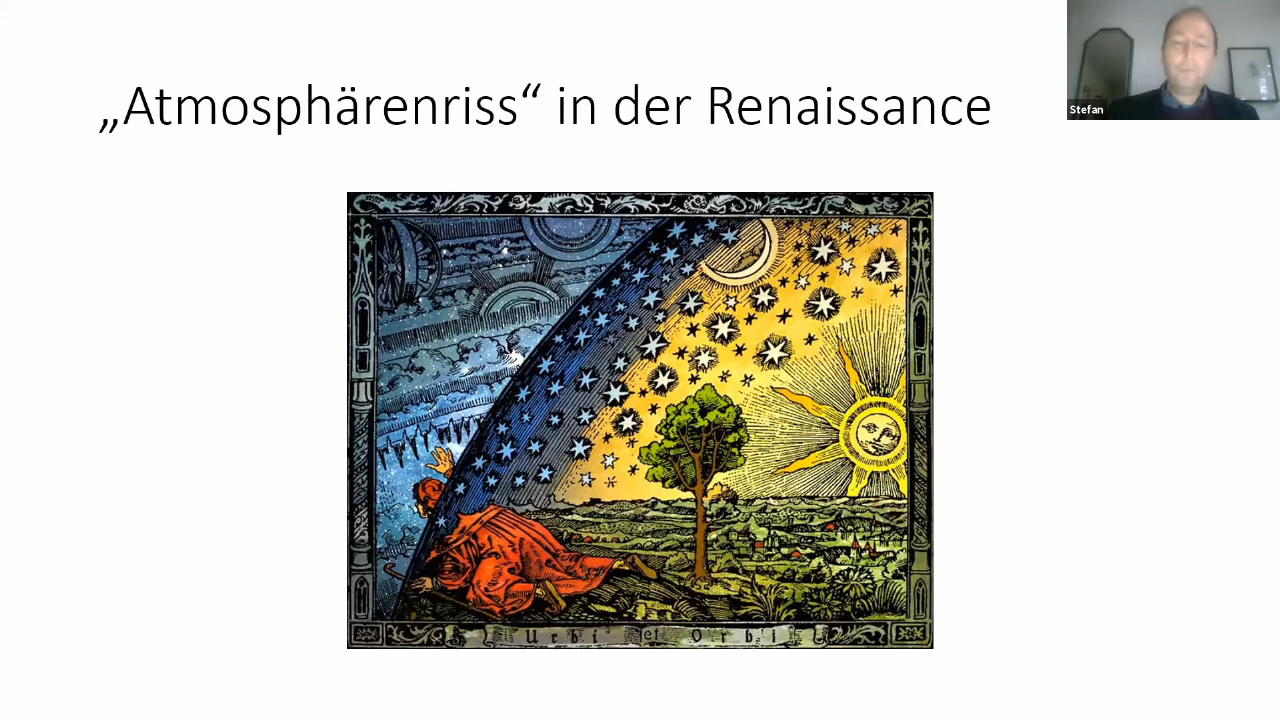 „Atmosphärenriss“ in der Renaissance
Stefan
Urbi et Orbi